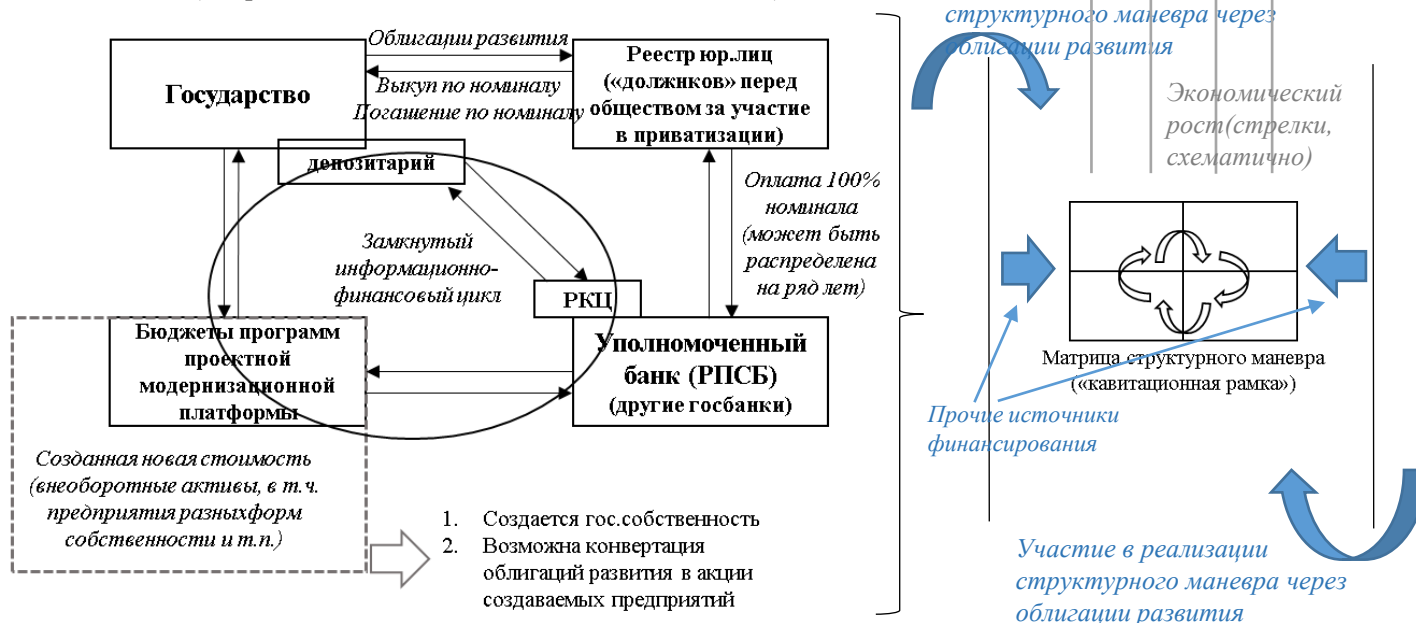 Государство
депозитарий
Облигации развития
Выкуп по номиналу
Погашение по номиналу
Реестр юр.лиц
(«должнков» перед
обществом за участие
в приватизации)
Оплата 100%
номинала
(может быть
распределена
на ряд лет)
Замкнутый
информационно-
финансовый цикл
РКЦ
Бюджеты программ
проектной
модернизационной
платформы
Уполномоченный
банк (РПСБ)
(другие госбанки)
Созданная новая стоимость
(внеоборотные активы, в т.ч.
предприятия разных форм
собственности и т.п.)
1. Создается гос.собственность
2. Возможна конвертация
облигаций развития в акции
создаваемых предприятий
структурного маневра через
облигации развития
Экономический
рост(стрелки,
схематично)
Матрица структурного маневра
(«кавитационная рамка»)
Прочие источники
финансирования
Участие в реализации
структурного маневра через
облигации развития